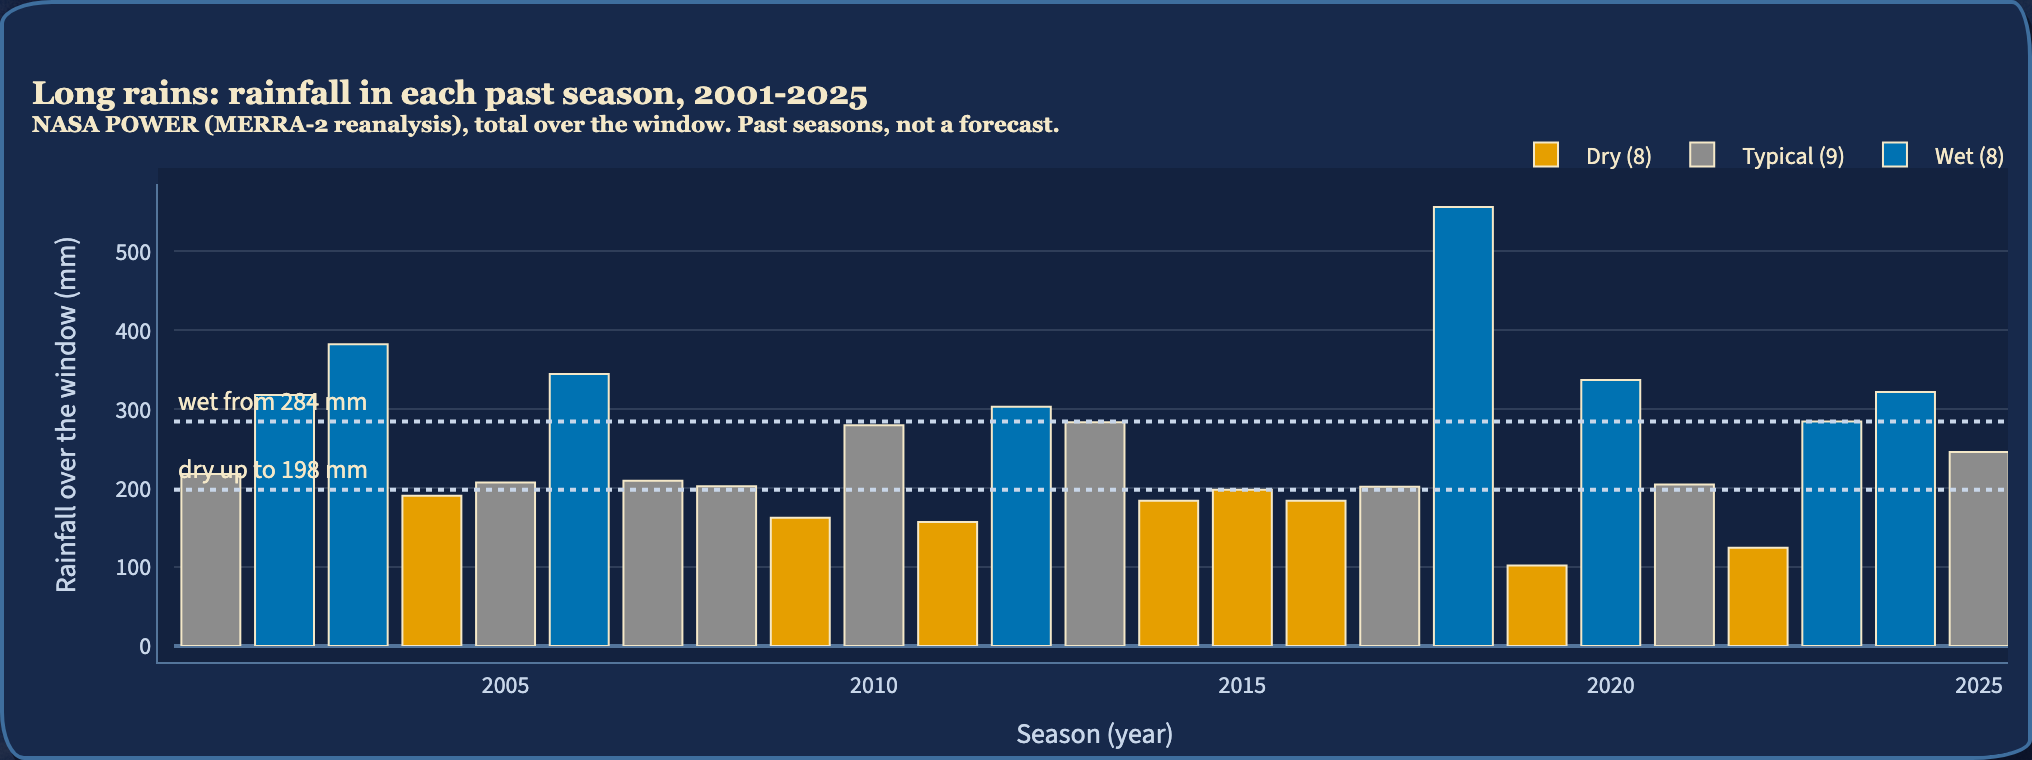 Long rains: rainfall in each past season, 2001-2025
NASA POWER (MERRA-2 reanalysis), total over the window. Past seasons, not a forecast.
Dry (8)
Typical (9)
Wet (8)
Rainfall over the window (mm)
500
400
300
200
100
0
wet from 284 mm
dry up to 198 mm
2005
2010
2015
2020
2025
Season (year)